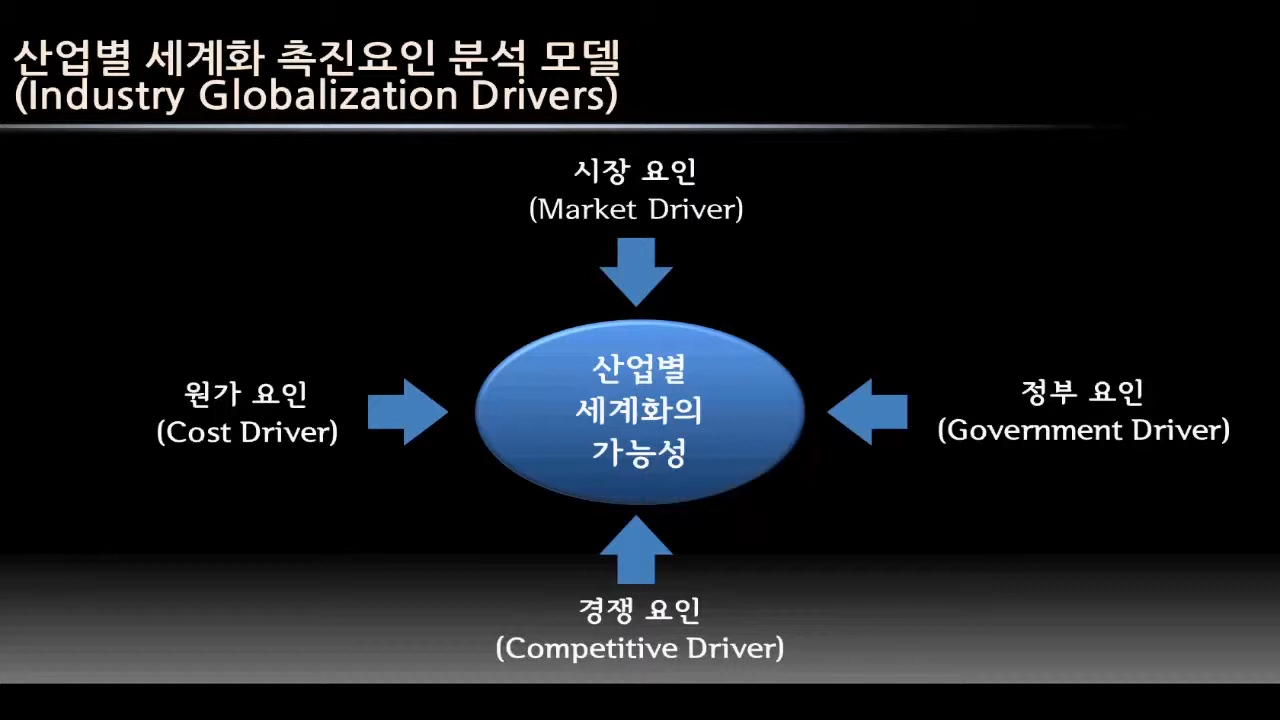 산업별 세계화 촉진요인 분석 모델
(Industry Globalization Drivers)
시장 요인
(Market Driver)
원가 요인
(Cost Driver)
산업별
세계화의
가능성
정부 요인
(Government Driver)
경쟁 요인
(Competitive Driver)